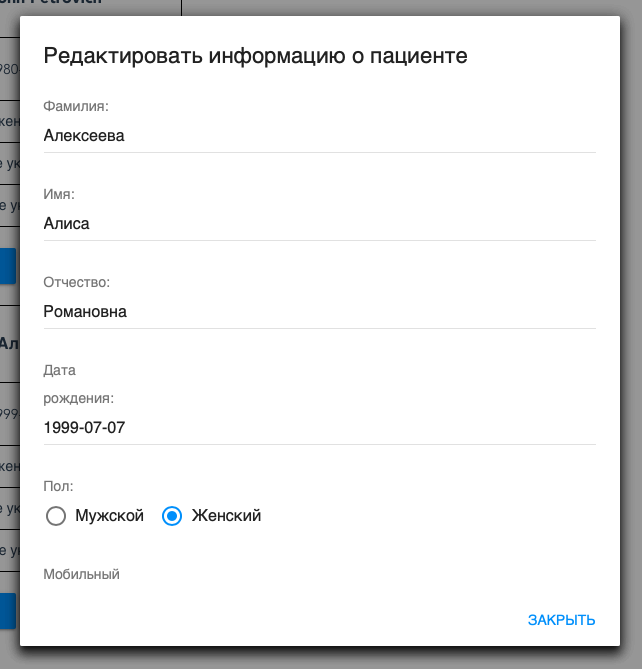 Редактировать информацию о пациенте
Фамилия:
Алексеева
Имя:
Алиса
Отчество:
Романовна
Дата
рождения:
1999-07-07
Пол:
Мужской Женский
Мобильный
ЗАКРЫТЬ